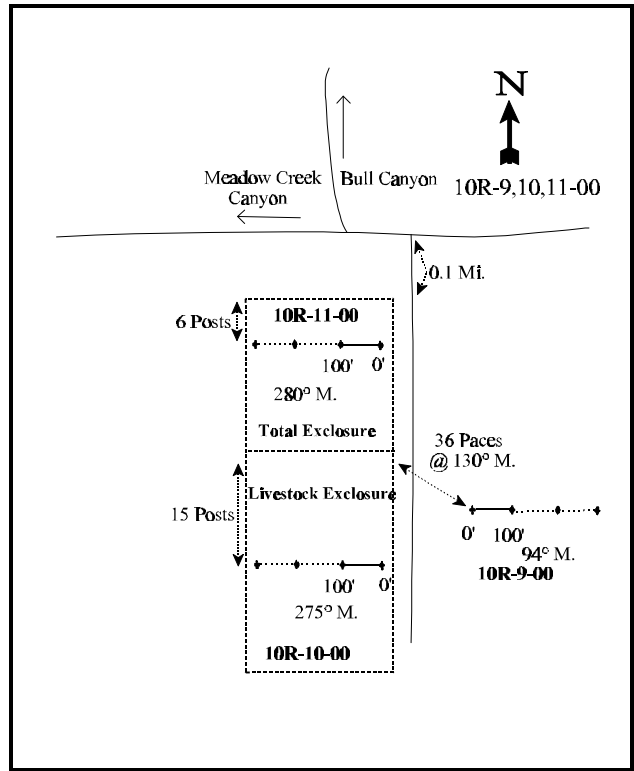 N
10R-9,10,11-00
Meadow Creek
Canyon
Bull Canyon
0.1 Mi.
6 Posts
10R-11-00
100' 0'
280° M.
Total Exclosure
36 Paces
@ 130° M.
Livestock Exclosure
15 Posts
0' 100'
94° M.
10R-9-00
100' 0'
275° M.
10R-10-00